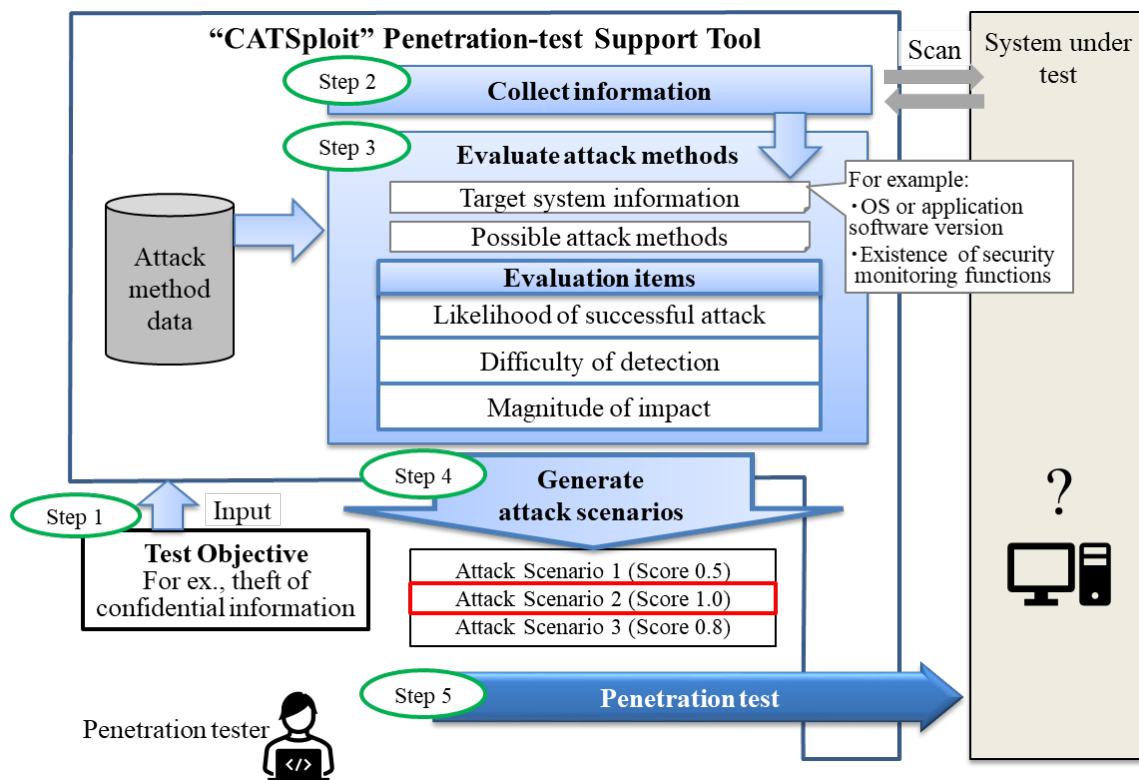 “CATSploit” Penetration-test Support Tool
Scan
System under
test
Step 2
Collect information
Step 3
Evaluate attack methods
Target system information
Possible attack methods
For example:
・OS or application
software version
・Existence of security
monitoring functions
Attack
method
data
Evaluation items
Likelihood of successful attack
Difficulty of detection
Magnitude of impact
Step 4
Generate
attack scenarios
Step 1
Input
Test Objective
For ex., theft of
confidential information
Attack Scenario 1 (Score 0.5)
Attack Scenario 2 (Score 1.0)
Attack Scenario 3 (Score 0.8)
?
Step 5
Penetration test
Penetration tester
</>